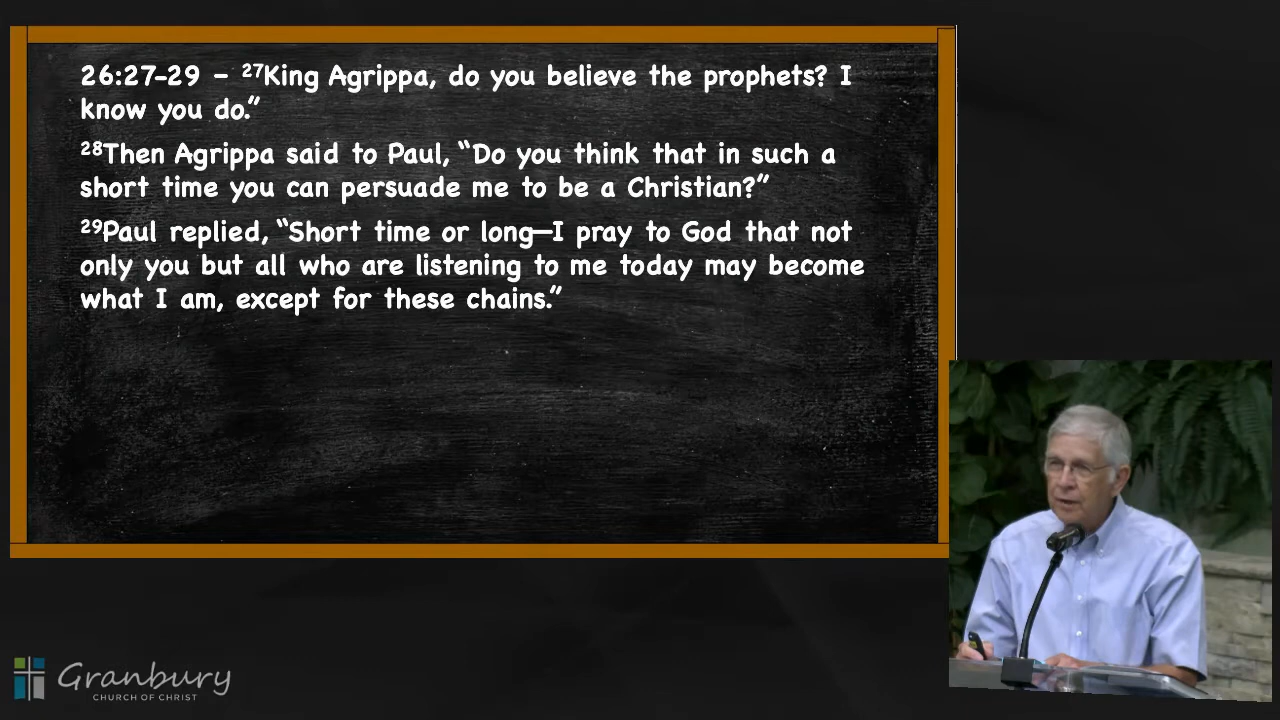 26:27-29 – ²⁷King Agrippa, do you believe the prophets? I
know you do.”
²⁸Then Agrippa said to Paul, “Do you think that in such a
short time you can persuade me to be a Christian?”
²⁹Paul replied, “Short time or long—I pray to God that not
only you but all who are listening to me today may become
what I am, except for these chains.”
Granbury
CHURCH OF CHRIST